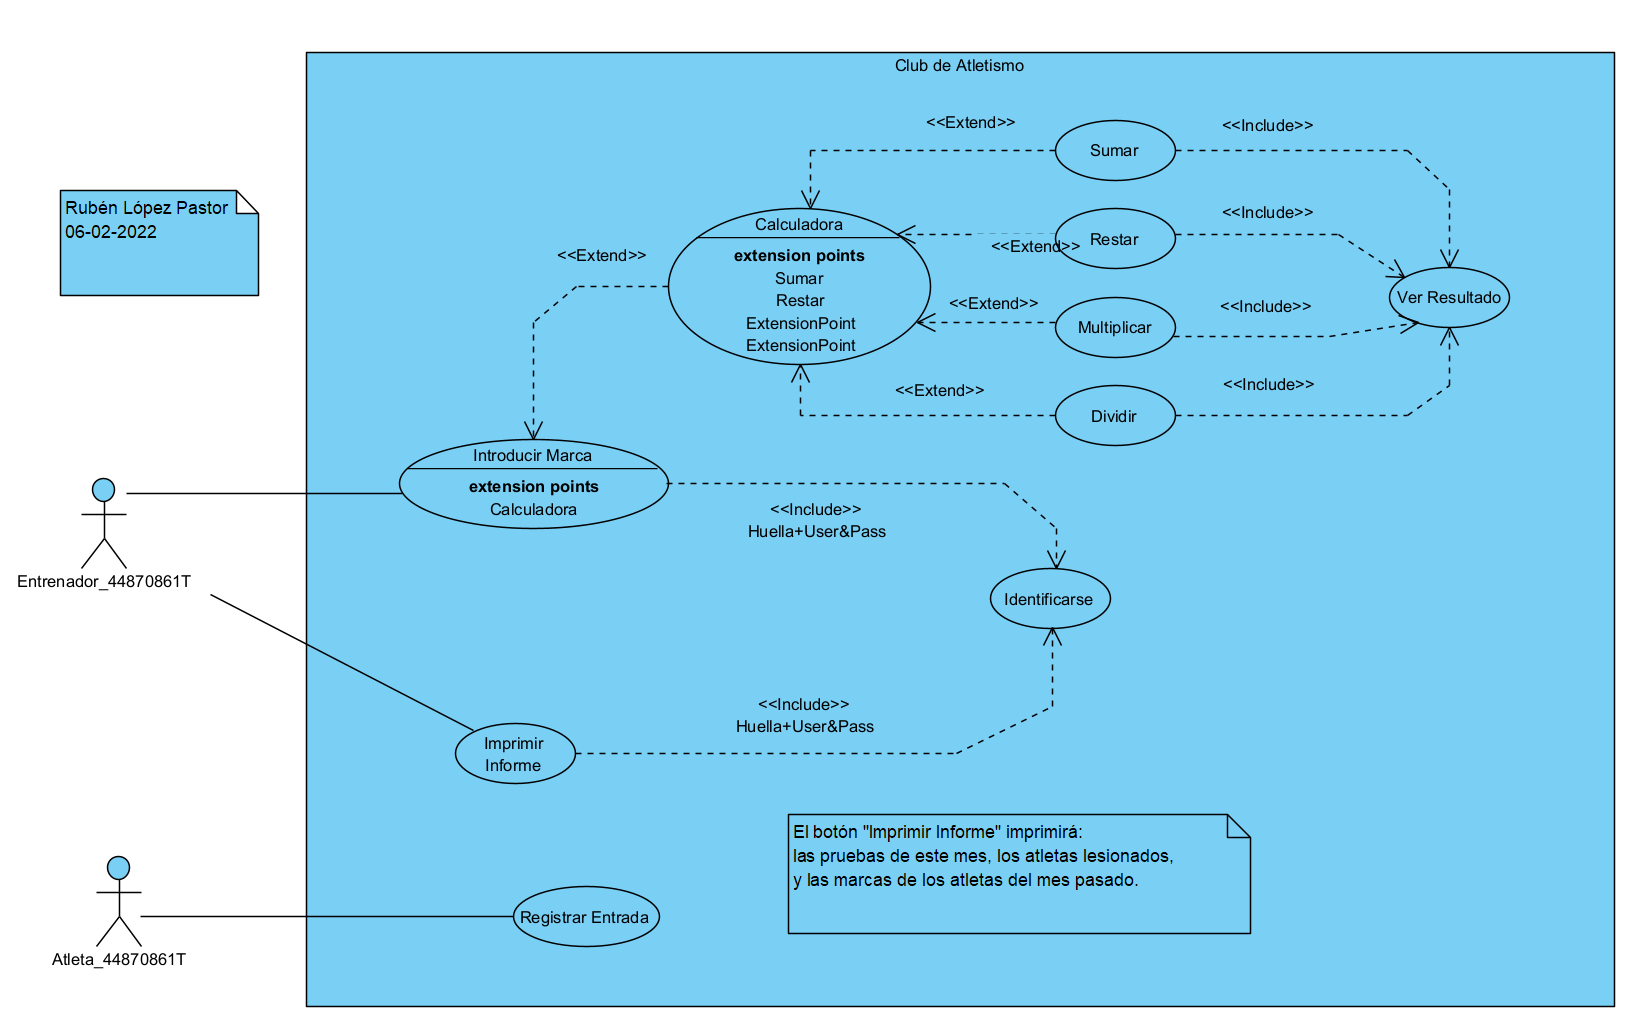 Club de Atletismo
<<Extend>>
<<Include>>
Sumar
Rubén López Pastor
06-02-2022
Calculadora
extension points
Sumar
Restar
ExtensionPoint
ExtensionPoint
<<Extend>>
<<Include>>
Restar
<<Extend>>
<<Extend>>
<<Include>>
Multiplicar
Ver Resultado
<<Extend>>
<<Include>>
Dividir
Introducir Marca
extension points
Calculadora
<<Include>>
Huella+User&Pass
Entrenador_44870861T
Identificarse
<<Include>>
Huella+User&Pass
Imprimir
Informe
El botón "Imprimir Informe" imprimirá:
las pruebas de este mes, los atletas lesionados,
y las marcas de los atletas del mes pasado.
Registrar Entrada
Atleta_44870861T